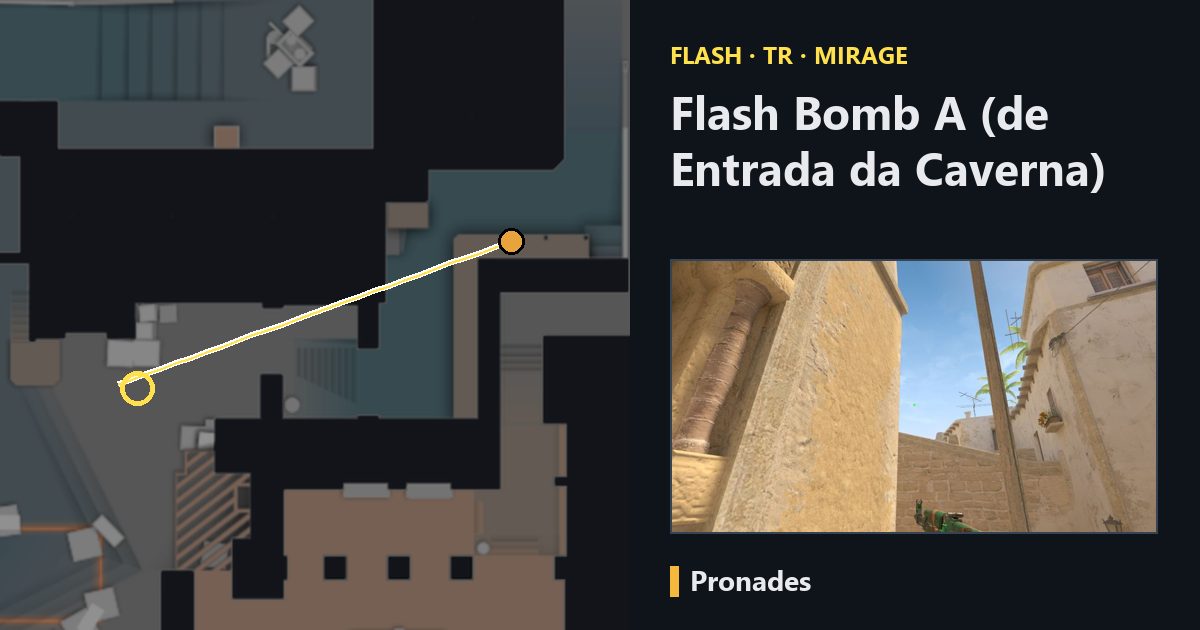 FLASH · TR · MIRAGE
Flash Bomb A (de
Entrada da Caverna)
Pronades